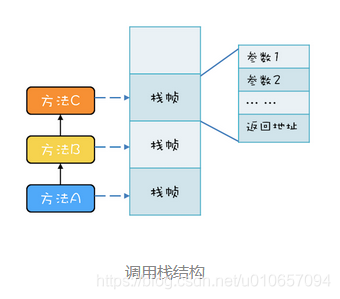 参数1
参数2
... ...
返回地址
方法C
栈帧
方法B
栈帧
方法A
栈帧
调用栈结构
https://blog.csdn.net/u010657094